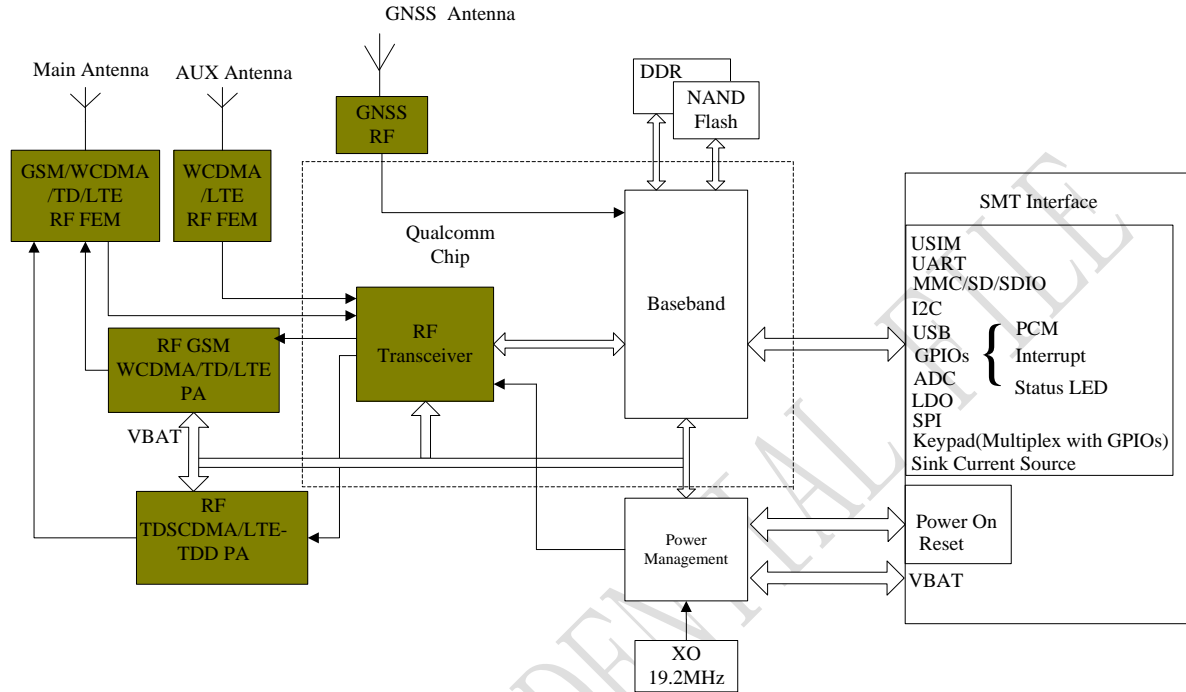 GNSS Antenna
Main Antenna
AUX Antenna
DDR
NAND
Flash
GNSS
RF
GSM/WCDMA
/TD/LTE
RF FEM
WCDMA
/LTE
RF FEM
Qualcomm
Chip
SMT Interface
USIM
UART
MMC/SD/SDIO
I2C
USB
GPIOs
ADC
LDO
SPI
Keypad(Multiplex with GPIOs)
Sink Current Source
PCM
Interrupt
Status LED
Baseband
RF
Transceiver
RF GSM
WCDMA/TD/LTE
PA
VBAT
RF
TDSCDMA/LTE-
TDD PA
Power
Management
Power On
Reset
VBAT
XO
19.2MHz
DENTIAL FILE